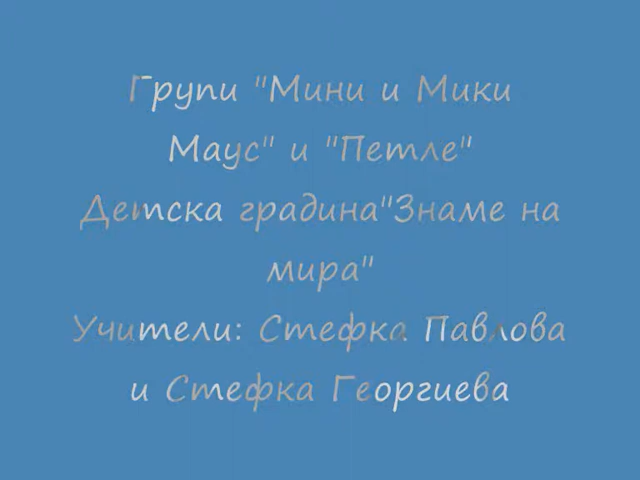 Групи "Мини и Мики
Маус" и "Петле"
Детска градина"Знаме на
мира"
Учители: Стефка Павлова
и Стефка Георгиева